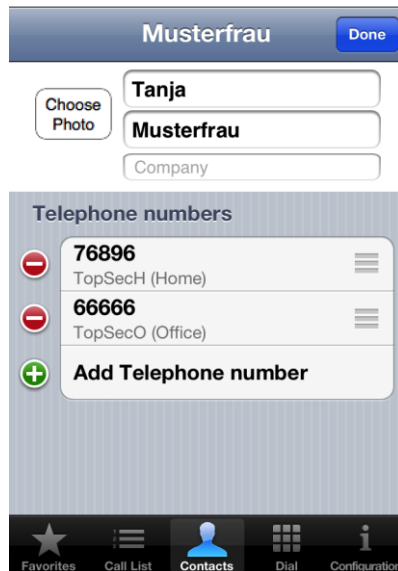 Musterfrau
Done
Choose
Photo
Tanja
Musterfrau
Company
Telephone numbers
76896
TopSecH (Home)
66666
TopSecO (Office)
Add Telephone number
Favorites Call List Contacts Dial Configuration